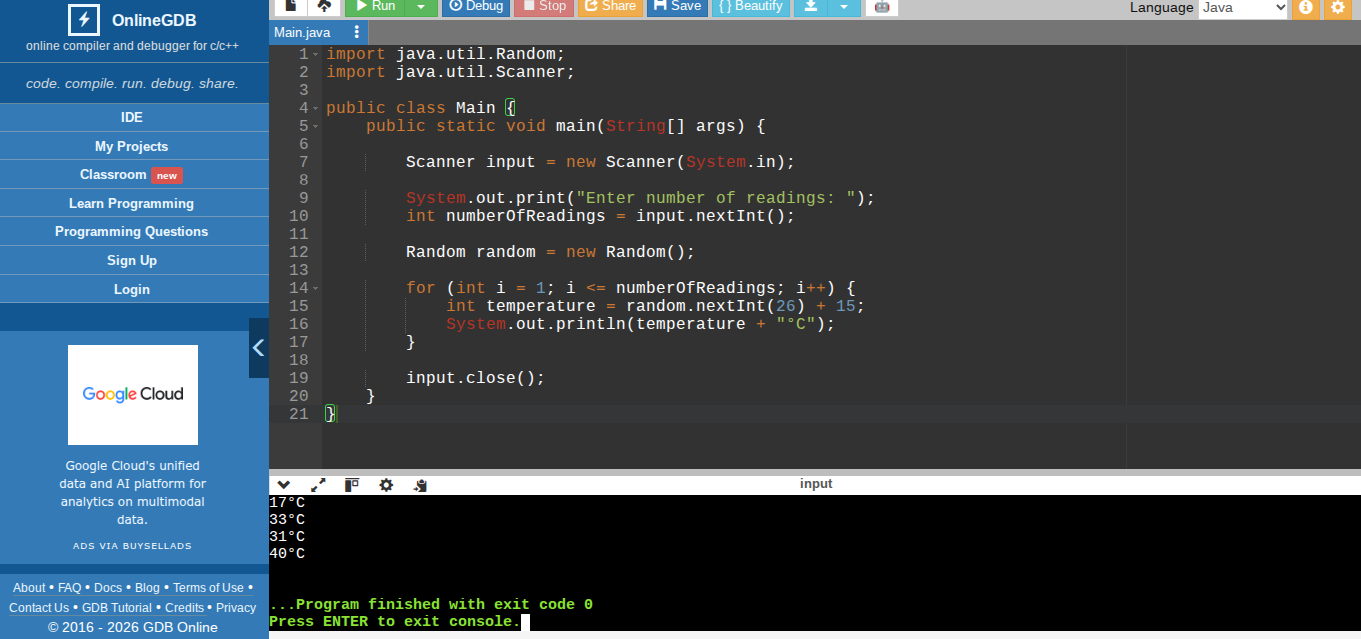 OnlineGDB
online compiler and debugger for c/c++
code. compile. run. debug. share.
IDE
My Projects
Classroom new
Learn Programming
Programming Questions
Sign Up
Login
Google Cloud
Google Cloud's unified
data and AI platform for
analytics on multimodal
data.
ADS VIA BUYSELLADS
About • FAQ • Docs • Blog • Terms of Use •
Contact Us • GDB Tutorial • Credits • Privacy
© 2016 - 2026 GDB Online
Run Debug Stop Share Save { } Beautify Language Java
Main.java
1 import java.util.Random;
2 import java.util.Scanner;
3
4 public class Main {
5     public static void main(String[] args) {
6
7         Scanner input = new Scanner(System.in);
8
9         System.out.print("Enter number of readings: ");
10         int numberOfReadings = input.nextInt();
11
12         Random random = new Random();
13
14         for (int i = 1; i <= numberOfReadings; i++) {
15             int temperature = random.nextInt(26) + 15;
16             System.out.println(temperature + "°C");
17         }
18
19         input.close();
20     }
21 }
input
17°C
33°C
31°C
40°C
...Program finished with exit code 0
Press ENTER to exit console.